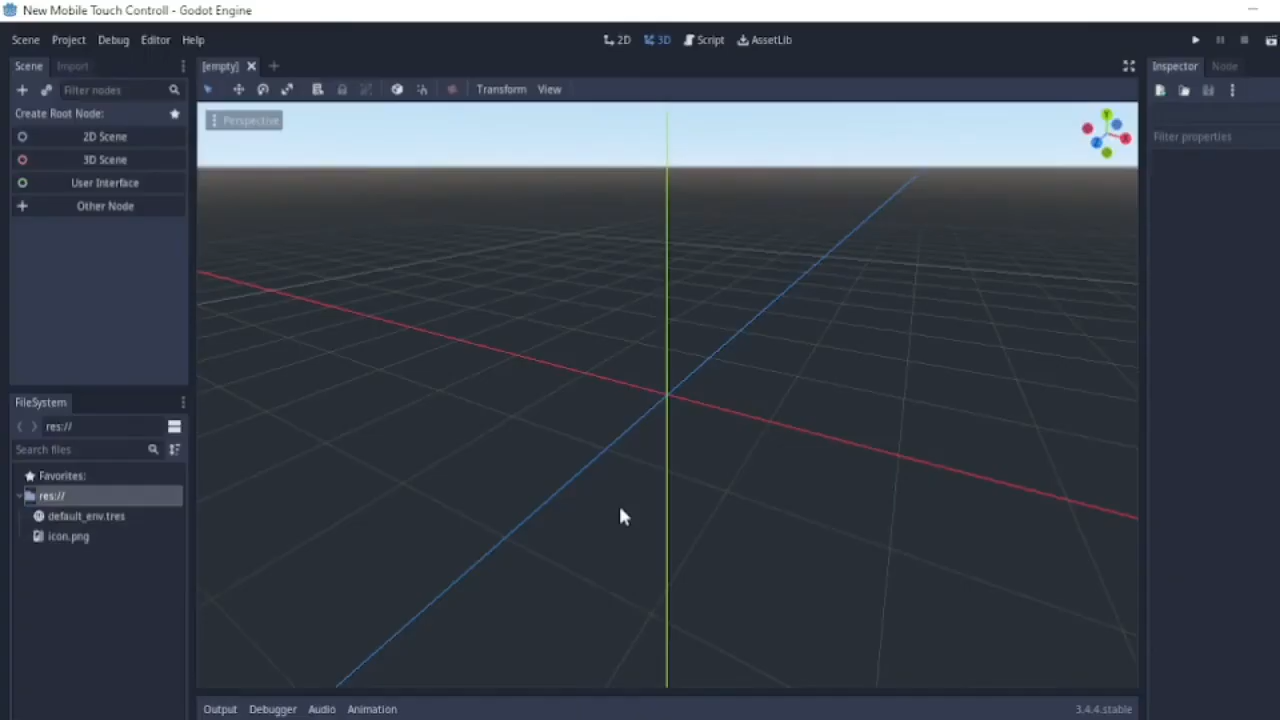 New Mobile Touch Controll - Godot Engine
Scene Project Debug Editor Help
2D 3D Script AssetLib
Scene Import
[empty]
Inspector Node
Filter nodes
Transform View
Create Root Node:
Perspective
Y
X
Z
2D Scene
3D Scene
User Interface
Other Node
Filter properties
FileSystem
res://
Search files
Favorites:
res://
default_env.tres
icon.png
Output Debugger Audio Animation
3.4.4.stable